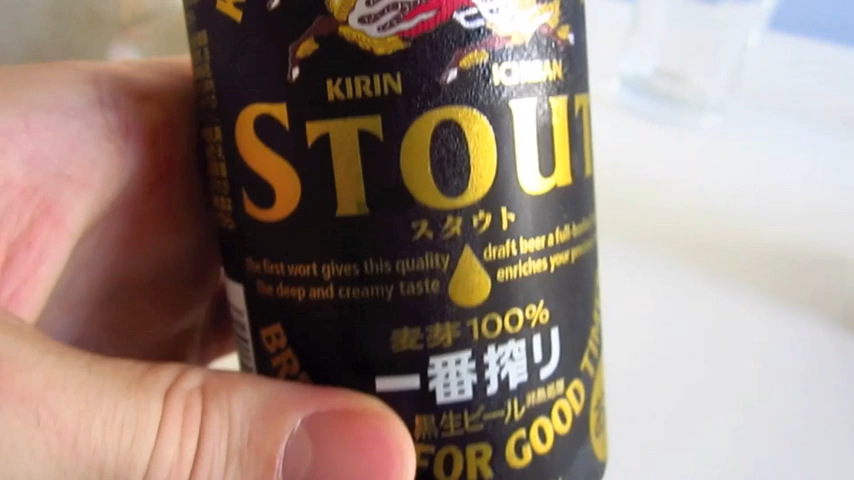 KIRIN ICHIBAN
STOUT
スタウト
The first wort gives this quality draft beer a full-bodied
the deep and creamy taste enriches your
麦芽100%
一番搾り
黒生ビール
FOR GOOD TIMES